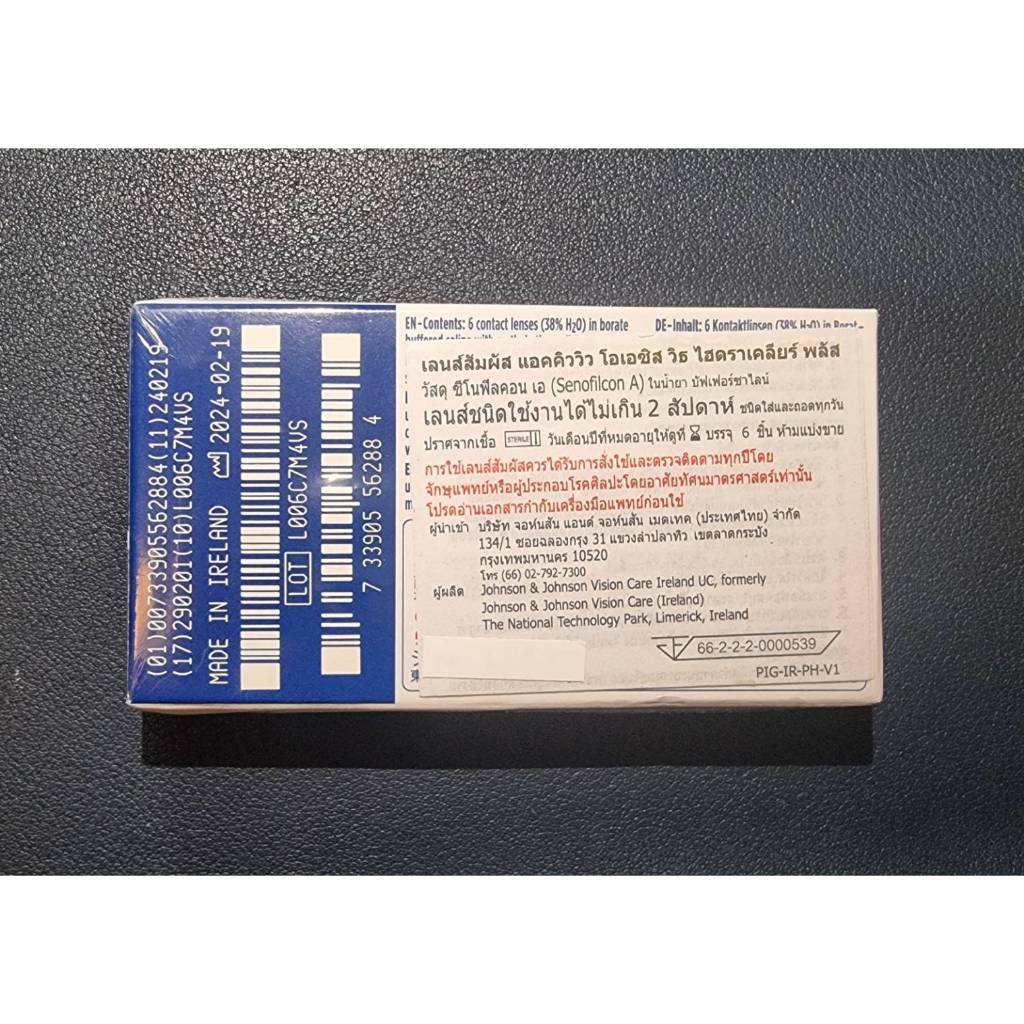 (01)00733905562884(11)240219
(17)290201(10)L006C7M4VS
MADE IN IRELAND 2024-02-19
LOT L006C7M4VS
7 33905 56288 4
EN-Contents: 6 contact lenses (38% H₂O) in borate
DE-Inhalt: 6 Kontaktlinsen (38% H₂O) in Borat-
เลนส์สัมผัส แอคคิววิว โอเอซิส วิธ ไฮดราเคลียร์ พลัส
วัสดุ ซีโนฟิลคอน เอ (Senofilcon A) ในน้ำยา บัฟเฟอร์ซาไลน์
เลนส์ชนิดใช้งานได้ไม่เกิน 2 สัปดาห์ ชนิดใส่และถอดทุกวัน
ปราศจากเชื้อ STERILE วันเดือนปีที่หมดอายุให้ดูที่ บรรจุ 6 ชิ้น ห้ามแบ่งขาย
การใช้เลนส์สัมผัสควรได้รับการสั่งใช้และตรวจติดตามทุกปีโดย
จักษุแพทย์หรือผู้ประกอบโรคศิลปะโดยอาศัยทัศนมาตรศาสตร์เท่านั้น
โปรดอ่านเอกสารกำกับเครื่องมือแพทย์ก่อนใช้
ผู้นำเข้า บริษัท จอห์นสัน แอนด์ จอห์นสัน เมดเทค (ประเทศไทย) จำกัด
134/1 ซอยฉลองกรุง 31 แขวงลำปลาทิว เขตลาดกระบัง
กรุงเทพมหานคร 10520
โทร (66) 02-792-7300
ผู้ผลิต Johnson & Johnson Vision Care Ireland UC, formerly
Johnson & Johnson Vision Care (Ireland)
The National Technology Park, Limerick, Ireland
66-2-2-2-0000539
PIG-IR-PH-V1